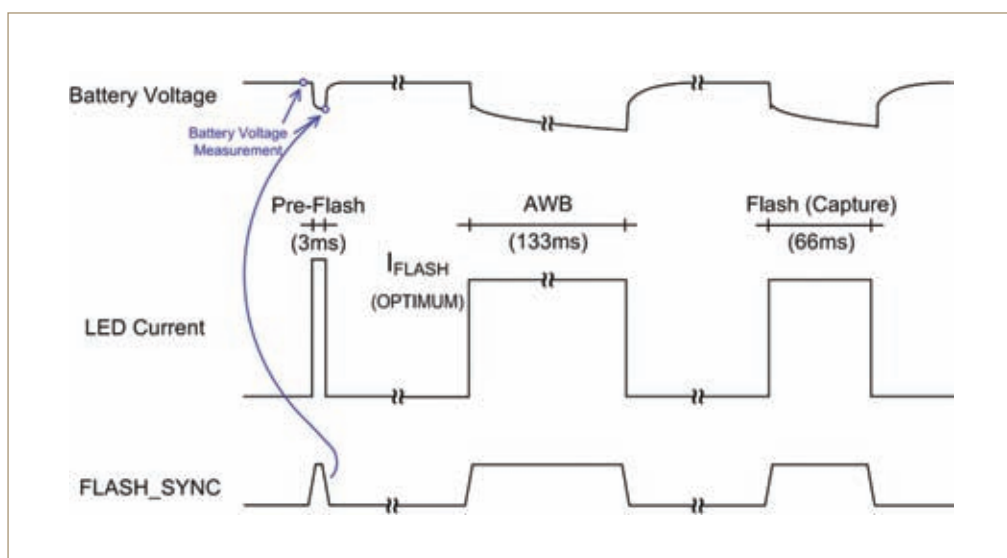 Battery Voltage
Battery Voltage
Measurement
Pre-Flash
(3ms)
AWB
(133ms)
Flash (Capture)
(66ms)
IFLASH
(OPTIMUM)
LED Current
FLASH_SYNC